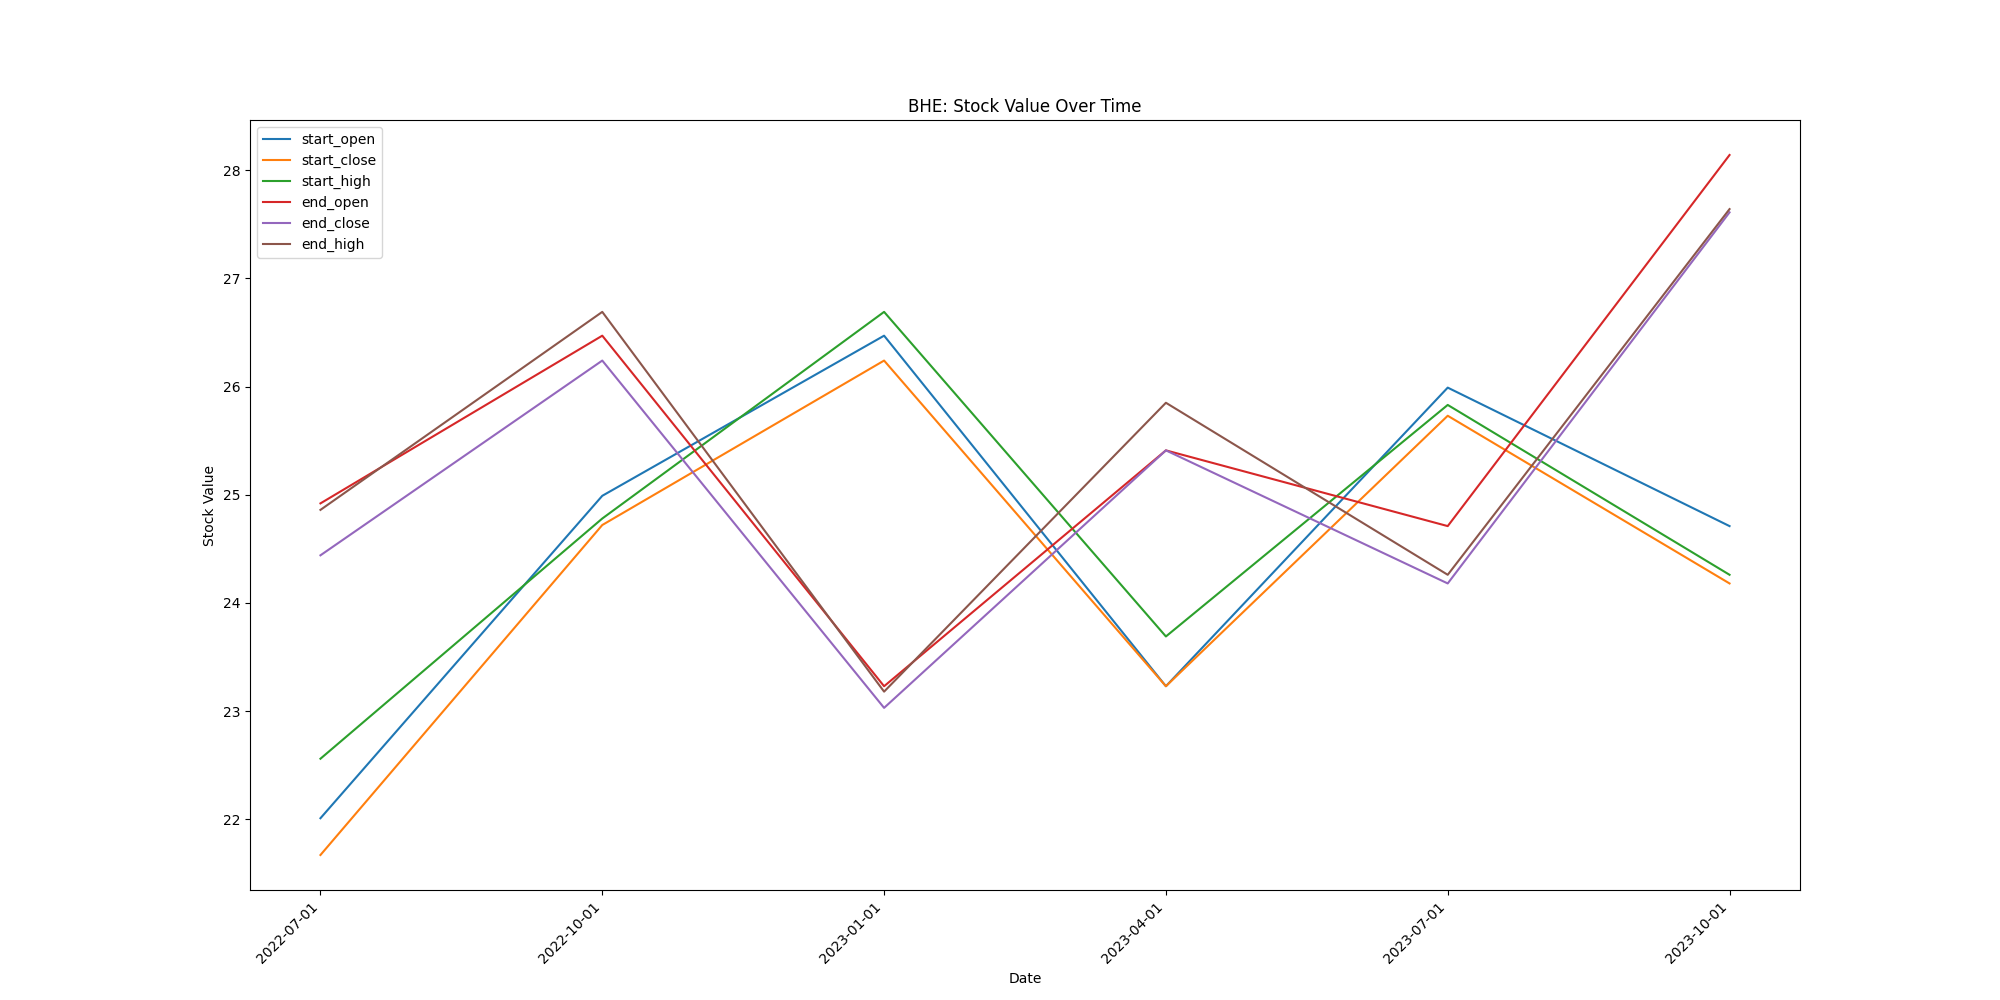 BHE: Stock Value Over Time
start_open
start_close
start_high
end_open
end_close
end_high
Stock Value
28
27
26
25
24
23
22
2022-07-01
2022-10-01
2023-01-01
2023-04-01
2023-07-01
2023-10-01
Date